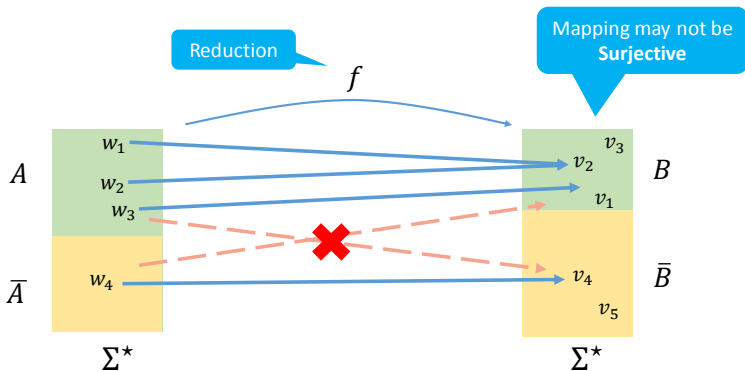 Mapping may not be
Surjective
Reduction
f
w₁
v₃
v₂
A
B
w₂
w₃
v₁
w₄
v₄
A̅
B̅
v₅
Σ⋆
Σ⋆